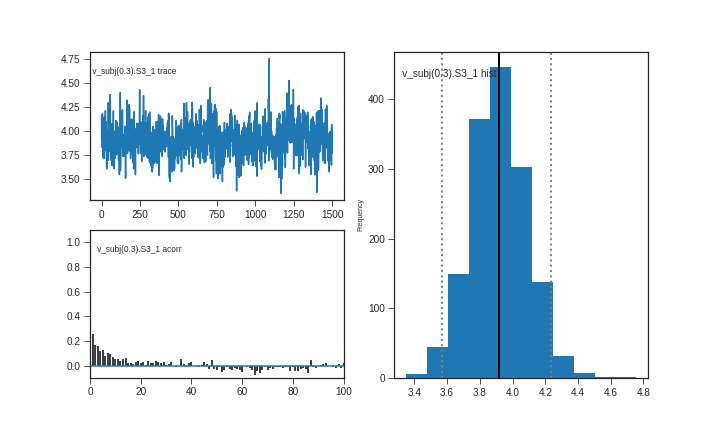 v_subj(0.3).S3_1 trace
4.75
4.50
4.25
4.00
3.75
3.50
0 250 500 750 1000 1250 1500
v_subj(0.3).S3_1 acorr
1.0
0.8
0.6
0.4
0.2
0.0
0 20 40 60 80 100
v_subj(0.3).S3_1 hist
Frequency
400
300
200
100
0
3.4 3.6 3.8 4.0 4.2 4.4 4.6 4.8